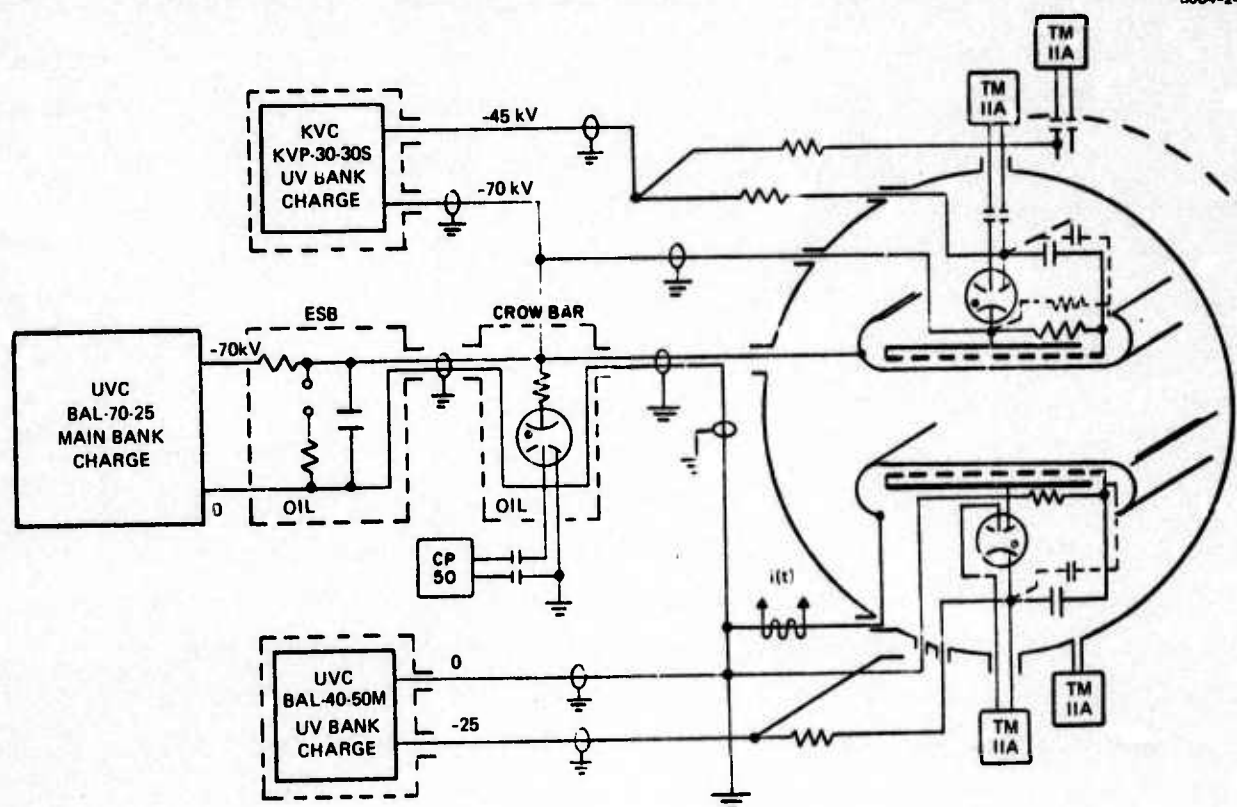 TM
IIA
TM
IIA
KVC
KVP-30-30S
UV BANK
CHARGE
-45 kV
-70 kV
ESB
CROW BAR
-70kV
UVC
BAL-70-25
MAIN BANK
CHARGE
0
OIL
OIL
CP
50
i(t)
UVC
BAL-40-50M
UV BANK
CHARGE
0
-25
TM
IIA
TM
IIA